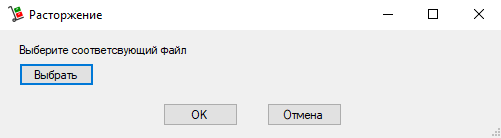 Расторжение
Выберите соответсвующий файл
Выбрать
OK
Отмена